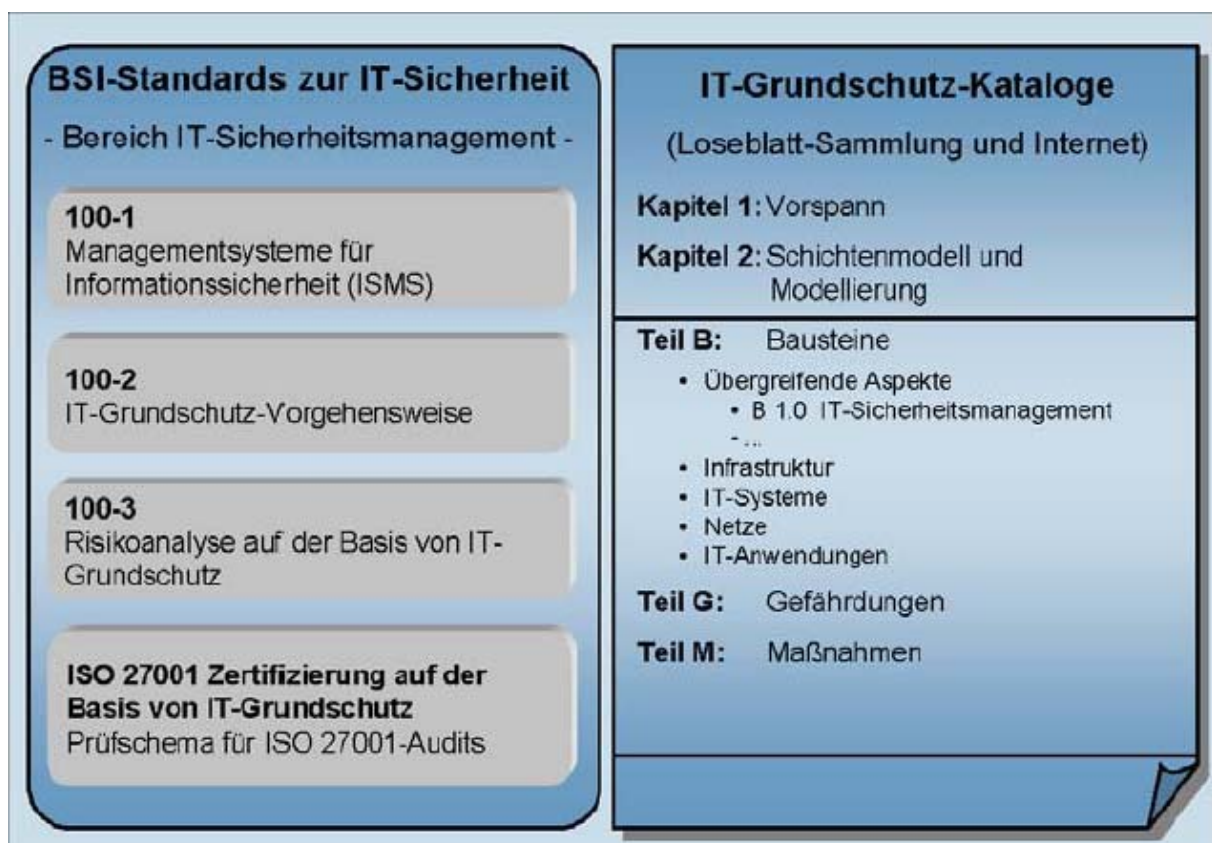 BSI-Standards zur IT-Sicherheit
- Bereich IT-Sicherheitsmanagement -
100-1
Managementsysteme für
Informationssicherheit (ISMS)
100-2
IT-Grundschutz-Vorgehensweise
100-3
Risikoanalyse auf der Basis von IT-
Grundschutz
ISO 27001 Zertifizierung auf der
Basis von IT-Grundschutz
Prüfschema für ISO 27001-Audits
IT-Grundschutz-Kataloge
(Loseblatt-Sammlung und Internet)
Kapitel 1: Vorspann
Kapitel 2: Schichtenmodell und
Modellierung
Teil B: Bausteine
• Übergreifende Aspekte
• B 1.0 IT-Sicherheitsmanagement
- ...
• Infrastruktur
• IT-Systeme
• Netze
• IT-Anwendungen
Teil G: Gefährdungen
Teil M: Maßnahmen